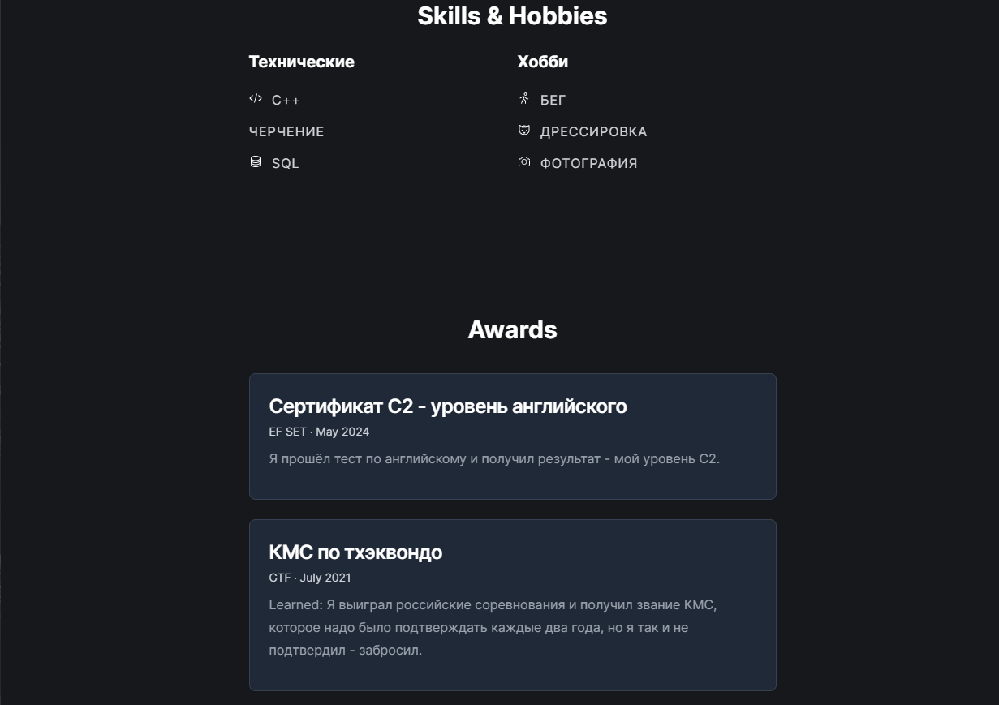 Skills & Hobbies
Технические
C++
ЧЕРЧЕНИЕ
SQL
Хобби
БЕГ
ДРЕССИРОВКА
ФОТОГРАФИЯ
Awards
Сертификат C2 - уровень английского
EF SET · May 2024
Я прошёл тест по английскому и получил результат - мой уровень C2.
КМС по тхэквондо
GTF · July 2021
Learned: Я выиграл российские соревнования и получил звание КМС,
которое надо было подтверждать каждые два года, но я так и не
подтвердил - забросил.